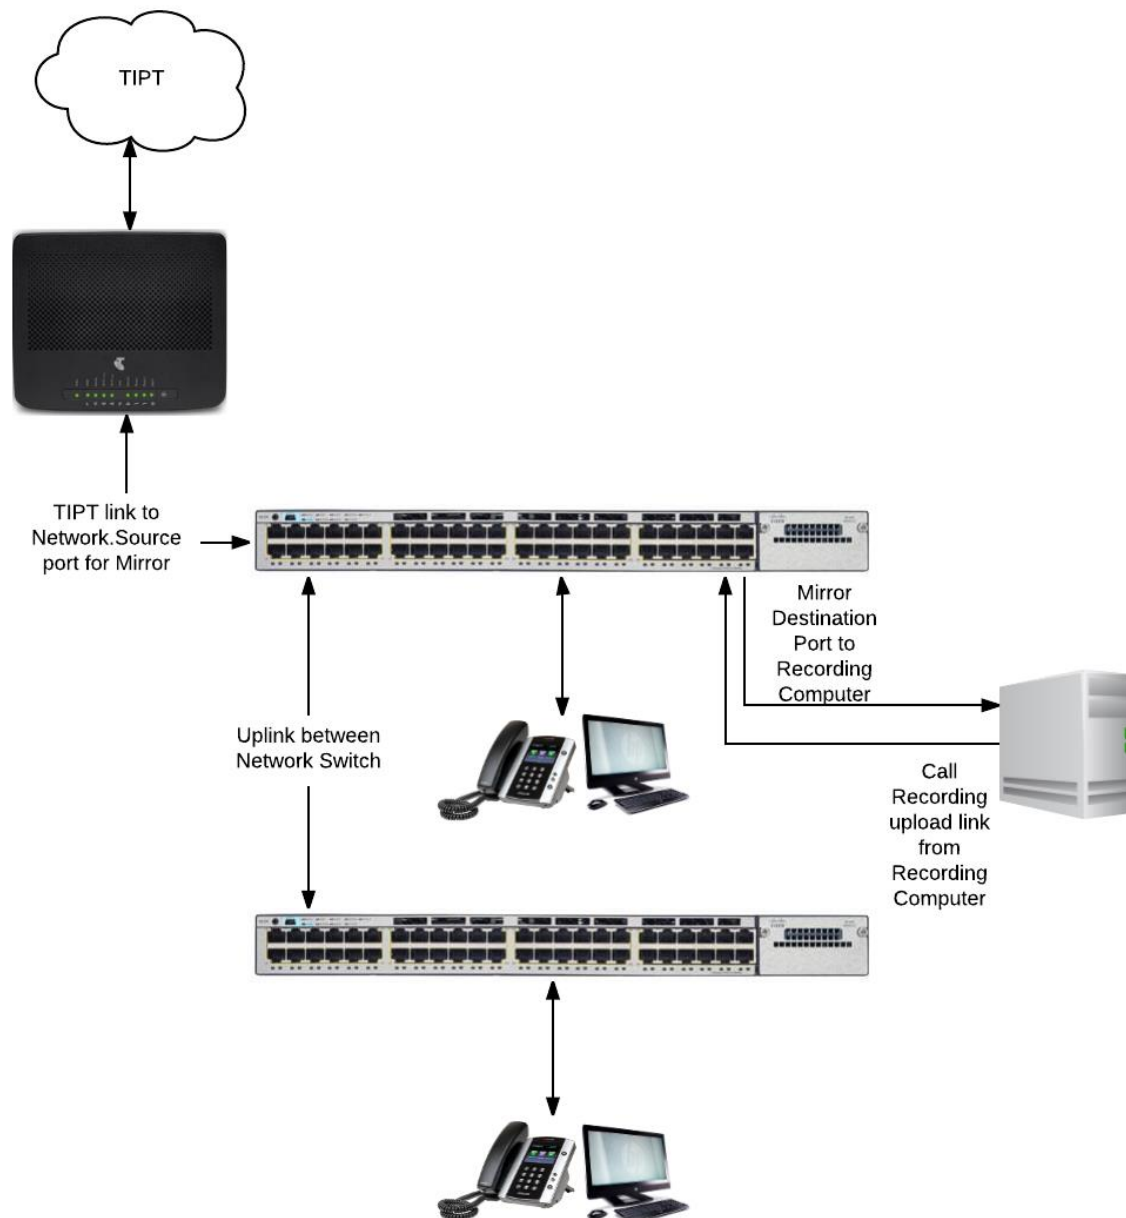 TIPT
TIPT link to
Network.Source
port for Mirror
Mirror
Destination
Port to
Recording
Computer
Uplink between
Network Switch
Call
Recording
upload link
from
Recording
Computer